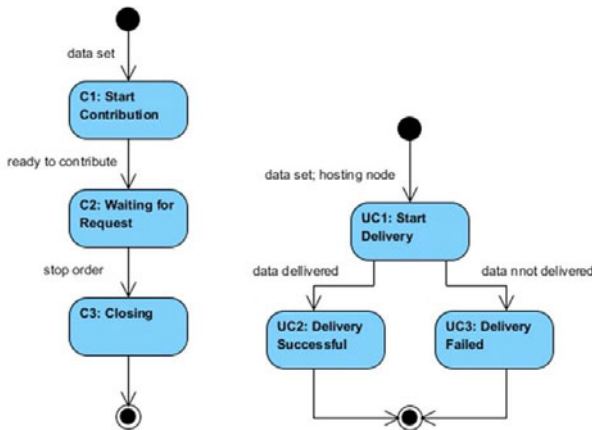 data set
C1: Start
Contribution
ready to contribute
C2: Waiting for
Request
stop order
C3: Closing
data set; hosting node
UC1: Start
Delivery
data dellivered
data nnot delivered
UC2: Delivery
Successful
UC3: Delivery
Failed